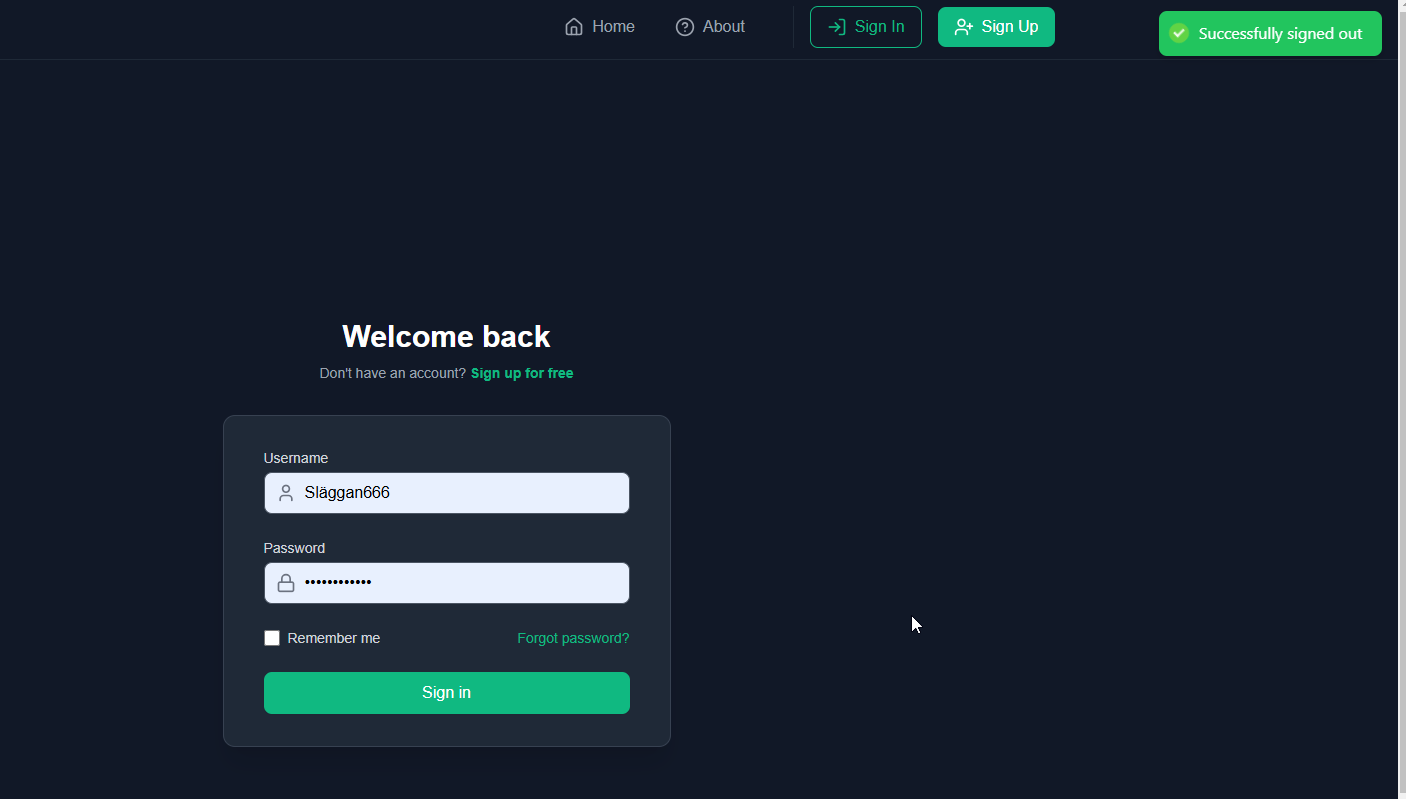 Home About Sign In Sign Up Successfully signed out
Welcome back
Don't have an account? Sign up for free
Username
Släggan666
Password
••••••••••••
Remember me Forgot password?
Sign in